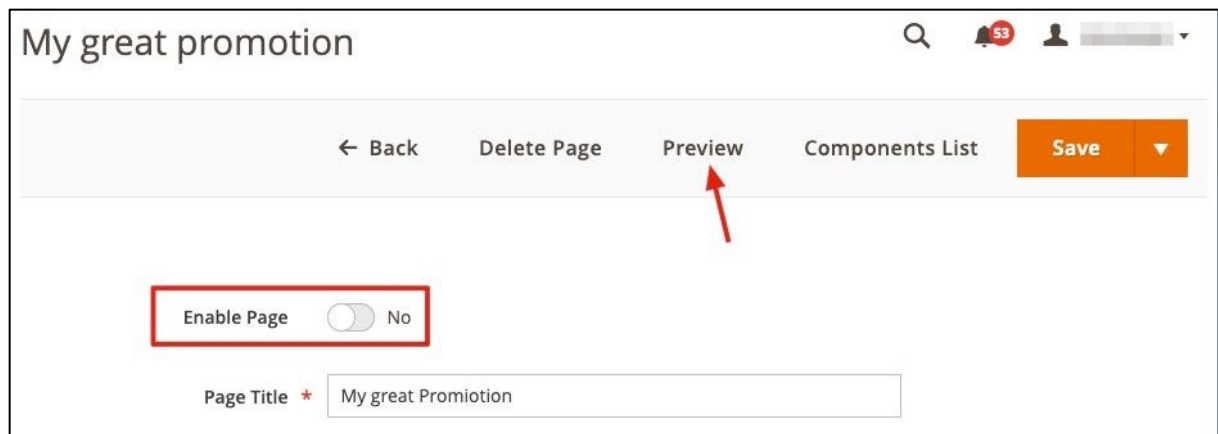 My great promotion
53
← Back Delete Page Preview Components List Save
Enable Page No
Page Title * My great Promiotion